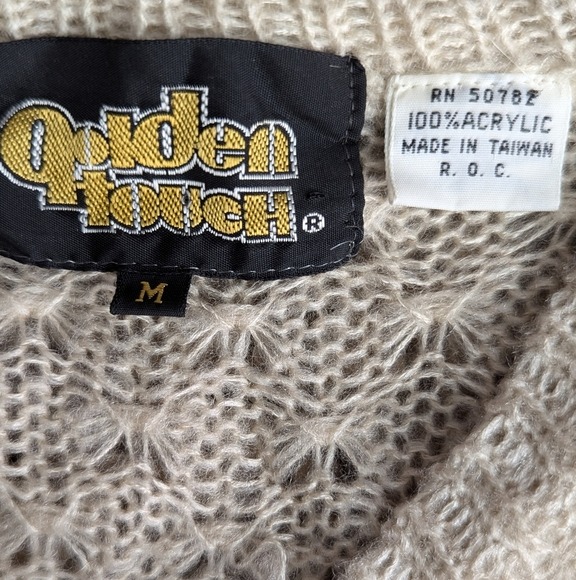 Golden
touch ®
M
RN 50782
100% ACRYLIC
MADE IN TAIWAN
R. O. C.